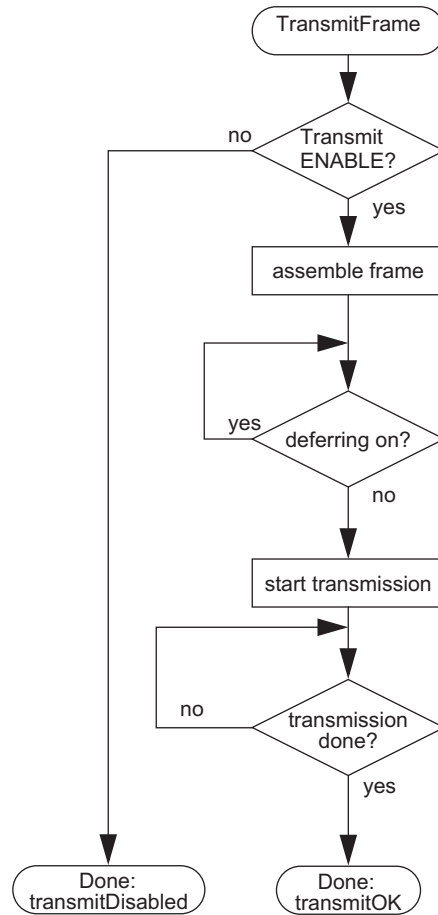 TransmitFrame
Transmit
ENABLE?
no
yes
assemble frame
deferring on?
yes
no
start transmission
transmission
done?
no
yes
Done:
transmitDisabled
Done:
transmitOK